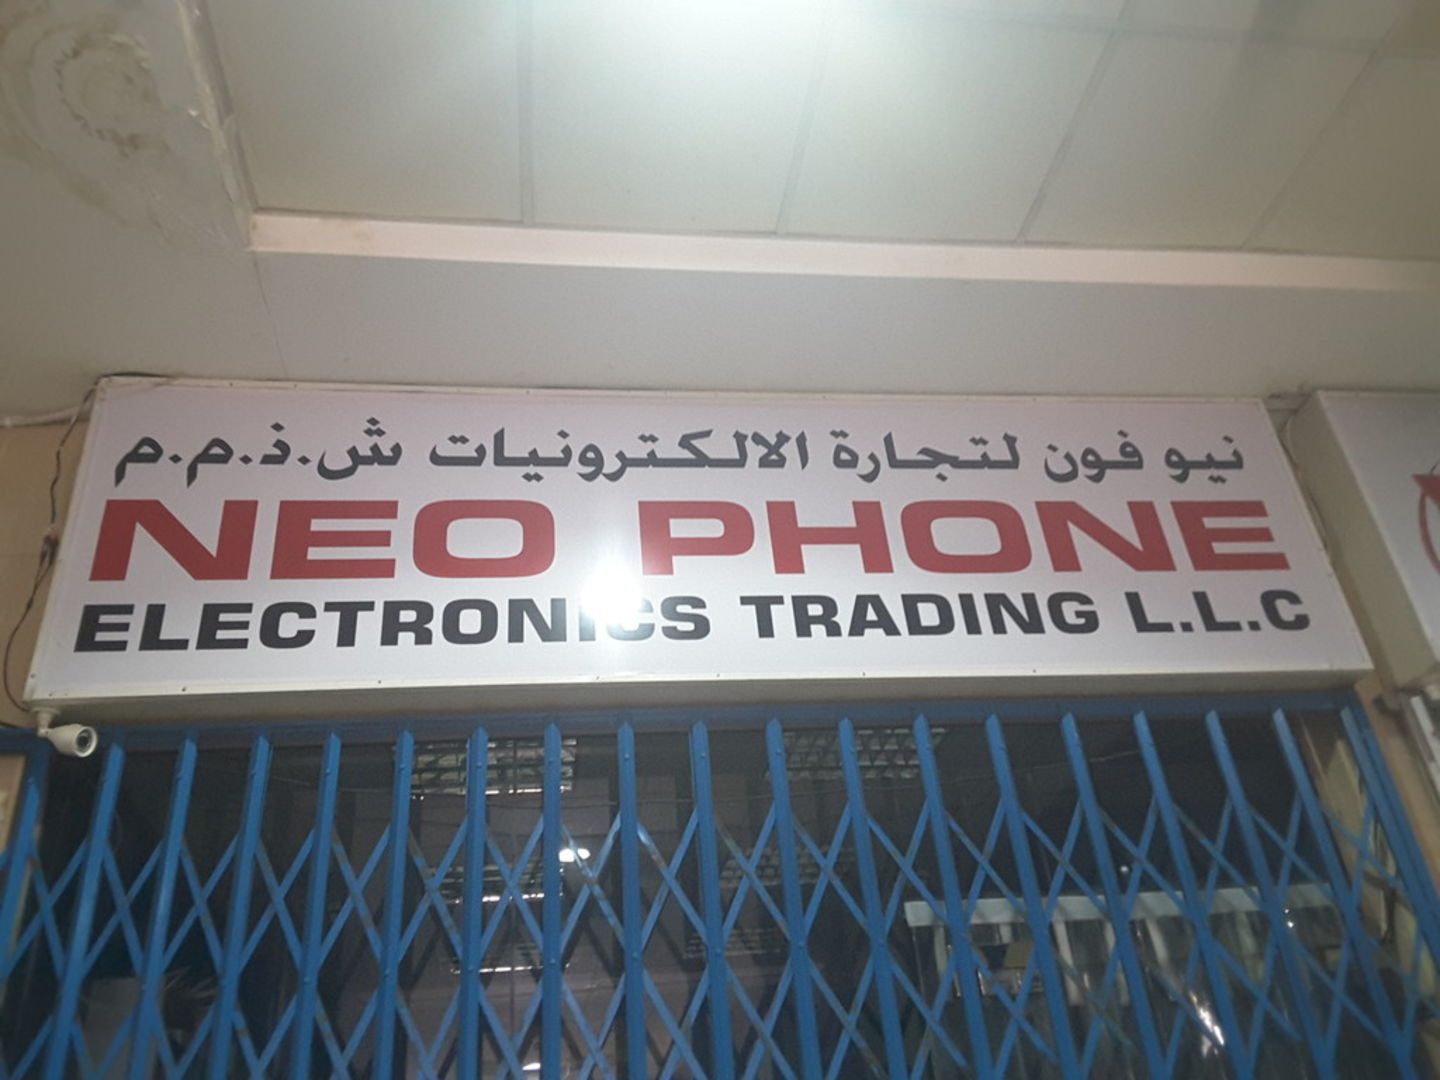 نيو فون لتجارة الالكترونيات ش.ذ.م.م
NEO PHONE
ELECTRONICS TRADING L.L.C